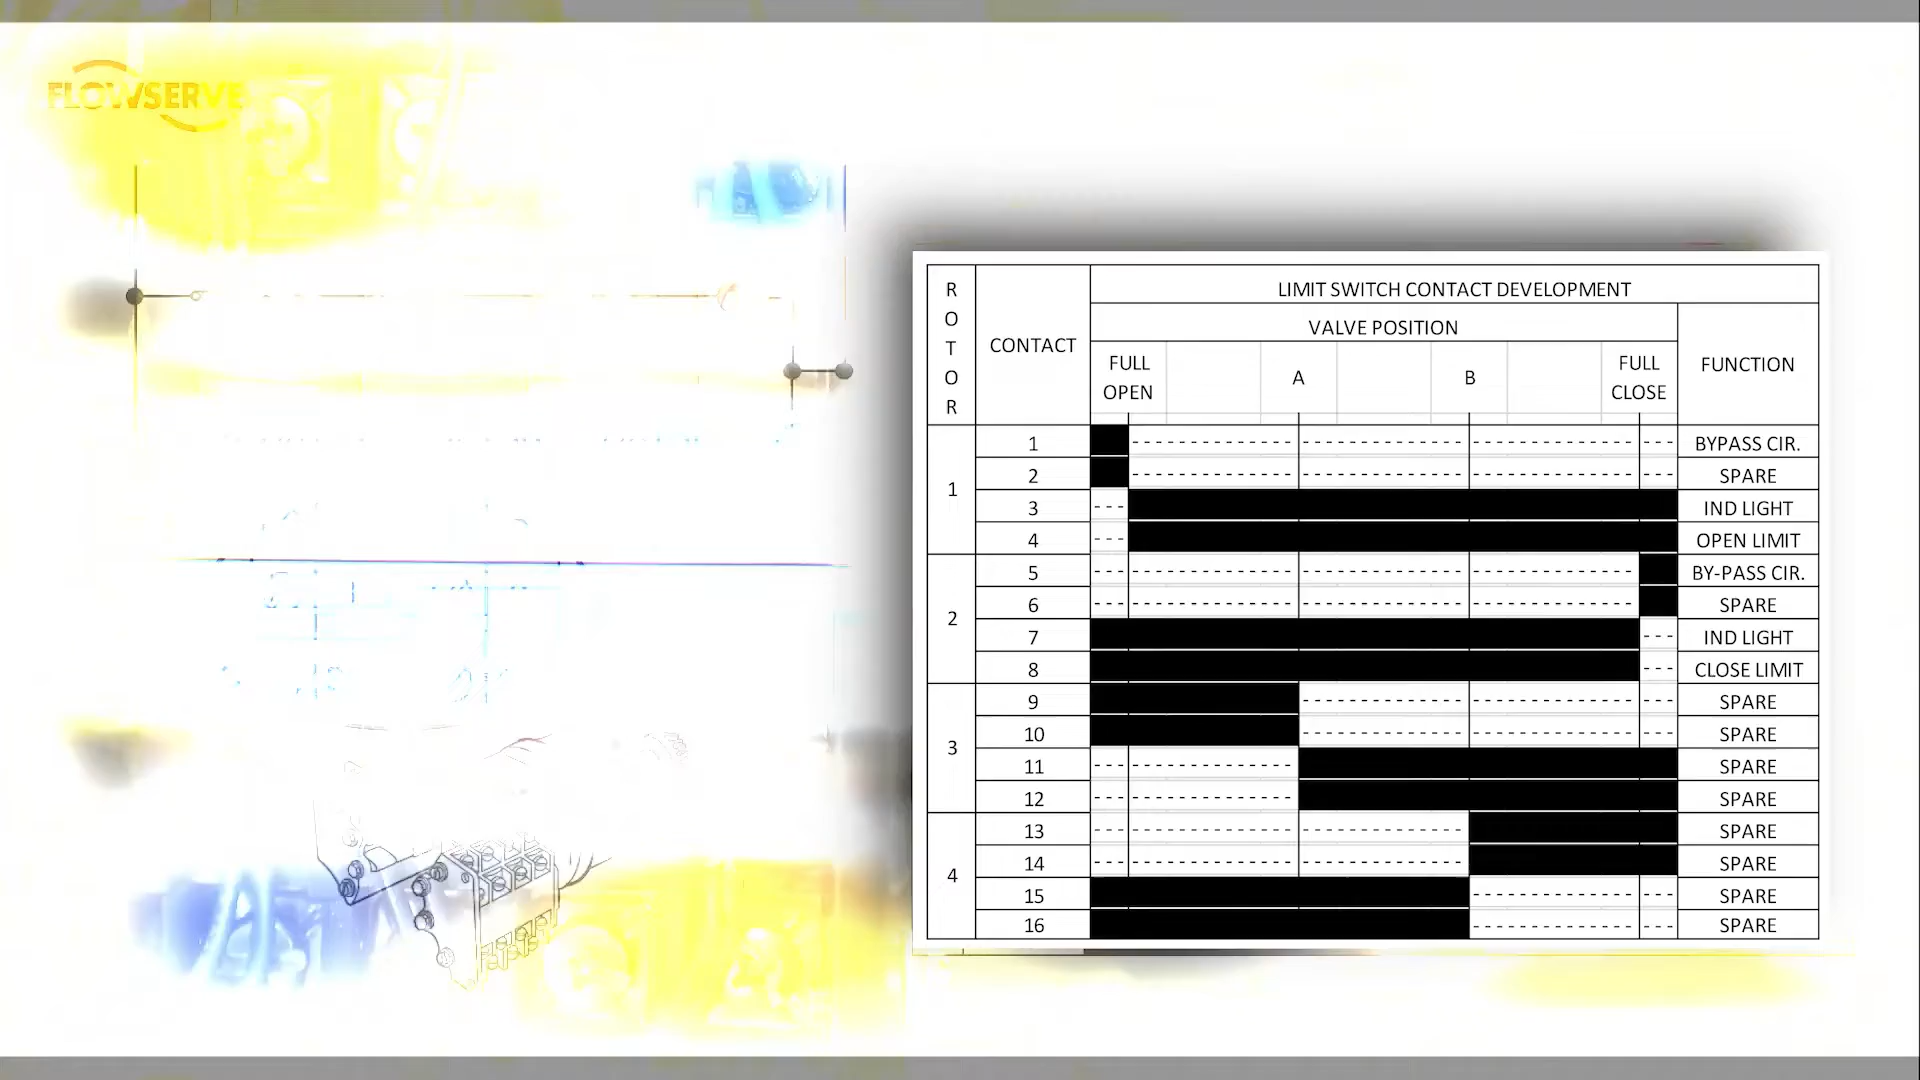 FLOWSERVE
ROTOR
CONTACT
LIMIT SWITCH CONTACT DEVELOPMENT
VALVE POSITION
FULL OPEN
A
B
FULL CLOSE
FUNCTION
1
1 BYPASS CIR.
2 SPARE
3 IND LIGHT
4 OPEN LIMIT
2
5 BY-PASS CIR.
6 SPARE
7 IND LIGHT
8 CLOSE LIMIT
3
9 SPARE
10 SPARE
11 SPARE
12 SPARE
4
13 SPARE
14 SPARE
15 SPARE
16 SPARE